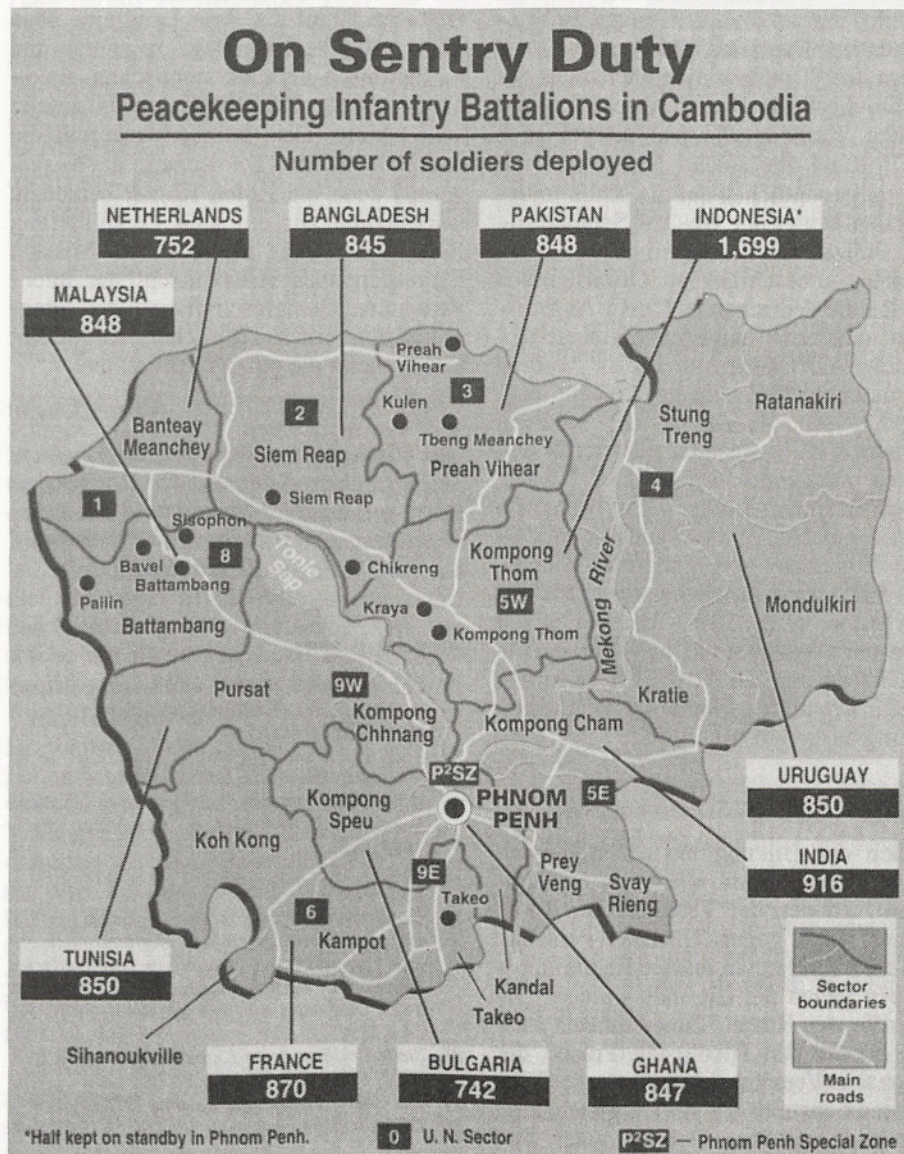 On Sentry Duty
Peacekeeping Infantry Battalions in Cambodia
Number of soldiers deployed
NETHERLANDS
752
BANGLADESH
845
PAKISTAN
848
INDONESIA*
1,699
MALAYSIA
848
Preah
Vihear
3
Kulen
Tbeng Meanchey
Preah Vihear
2
Siem Reap
Siem Reap
Banteay
Meanchey
Stung
Treng
Ratanakiri
4
1
Sisophon
Bavel
8
Battambang
Pailin
Battambang
Tonle
Sap
Chikreng
Kraya
Kompong
Thom
5W
Kompong Thom
Mekong River
Mondulkiri
Pursat
9W
Kompong
Chhnang
Kompong Cham
Kratie
P²SZ
PHNOM
PENH
5E
Kompong
Speu
Koh Kong
9E
Prey
Veng
Svay
Rieng
Takeo
6
Kampot
Kandal
Takeo
URUGUAY
850
INDIA
916
TUNISIA
850
Sihanoukville
FRANCE
870
BULGARIA
742
GHANA
847
Sector
boundaries
Main
roads
*Half kept on standby in Phnom Penh.
0 U. N. Sector
P²SZ — Phnom Penh Special Zone